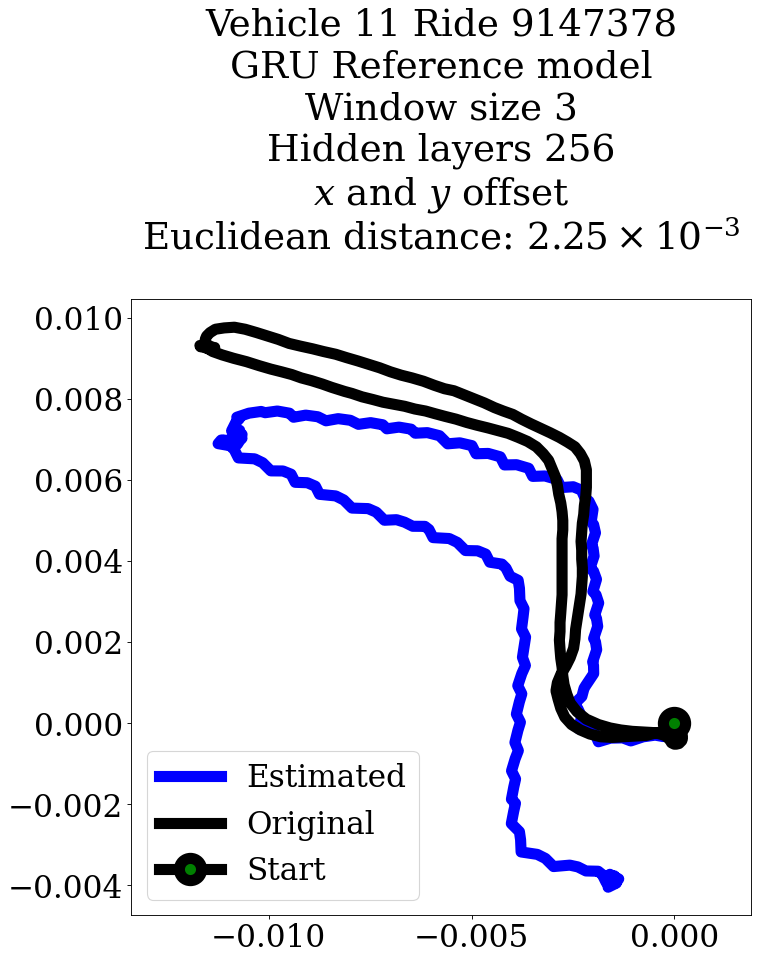 Vehicle 11 Ride 9147378
GRU Reference model
Window size 3
Hidden layers 256
x and y offset
Euclidean distance: 2.25 × 10⁻³
0.010
0.008
0.006
0.004
0.002
0.000
−0.002
−0.004
Estimated
Original
Start
−0.010 −0.005 0.000